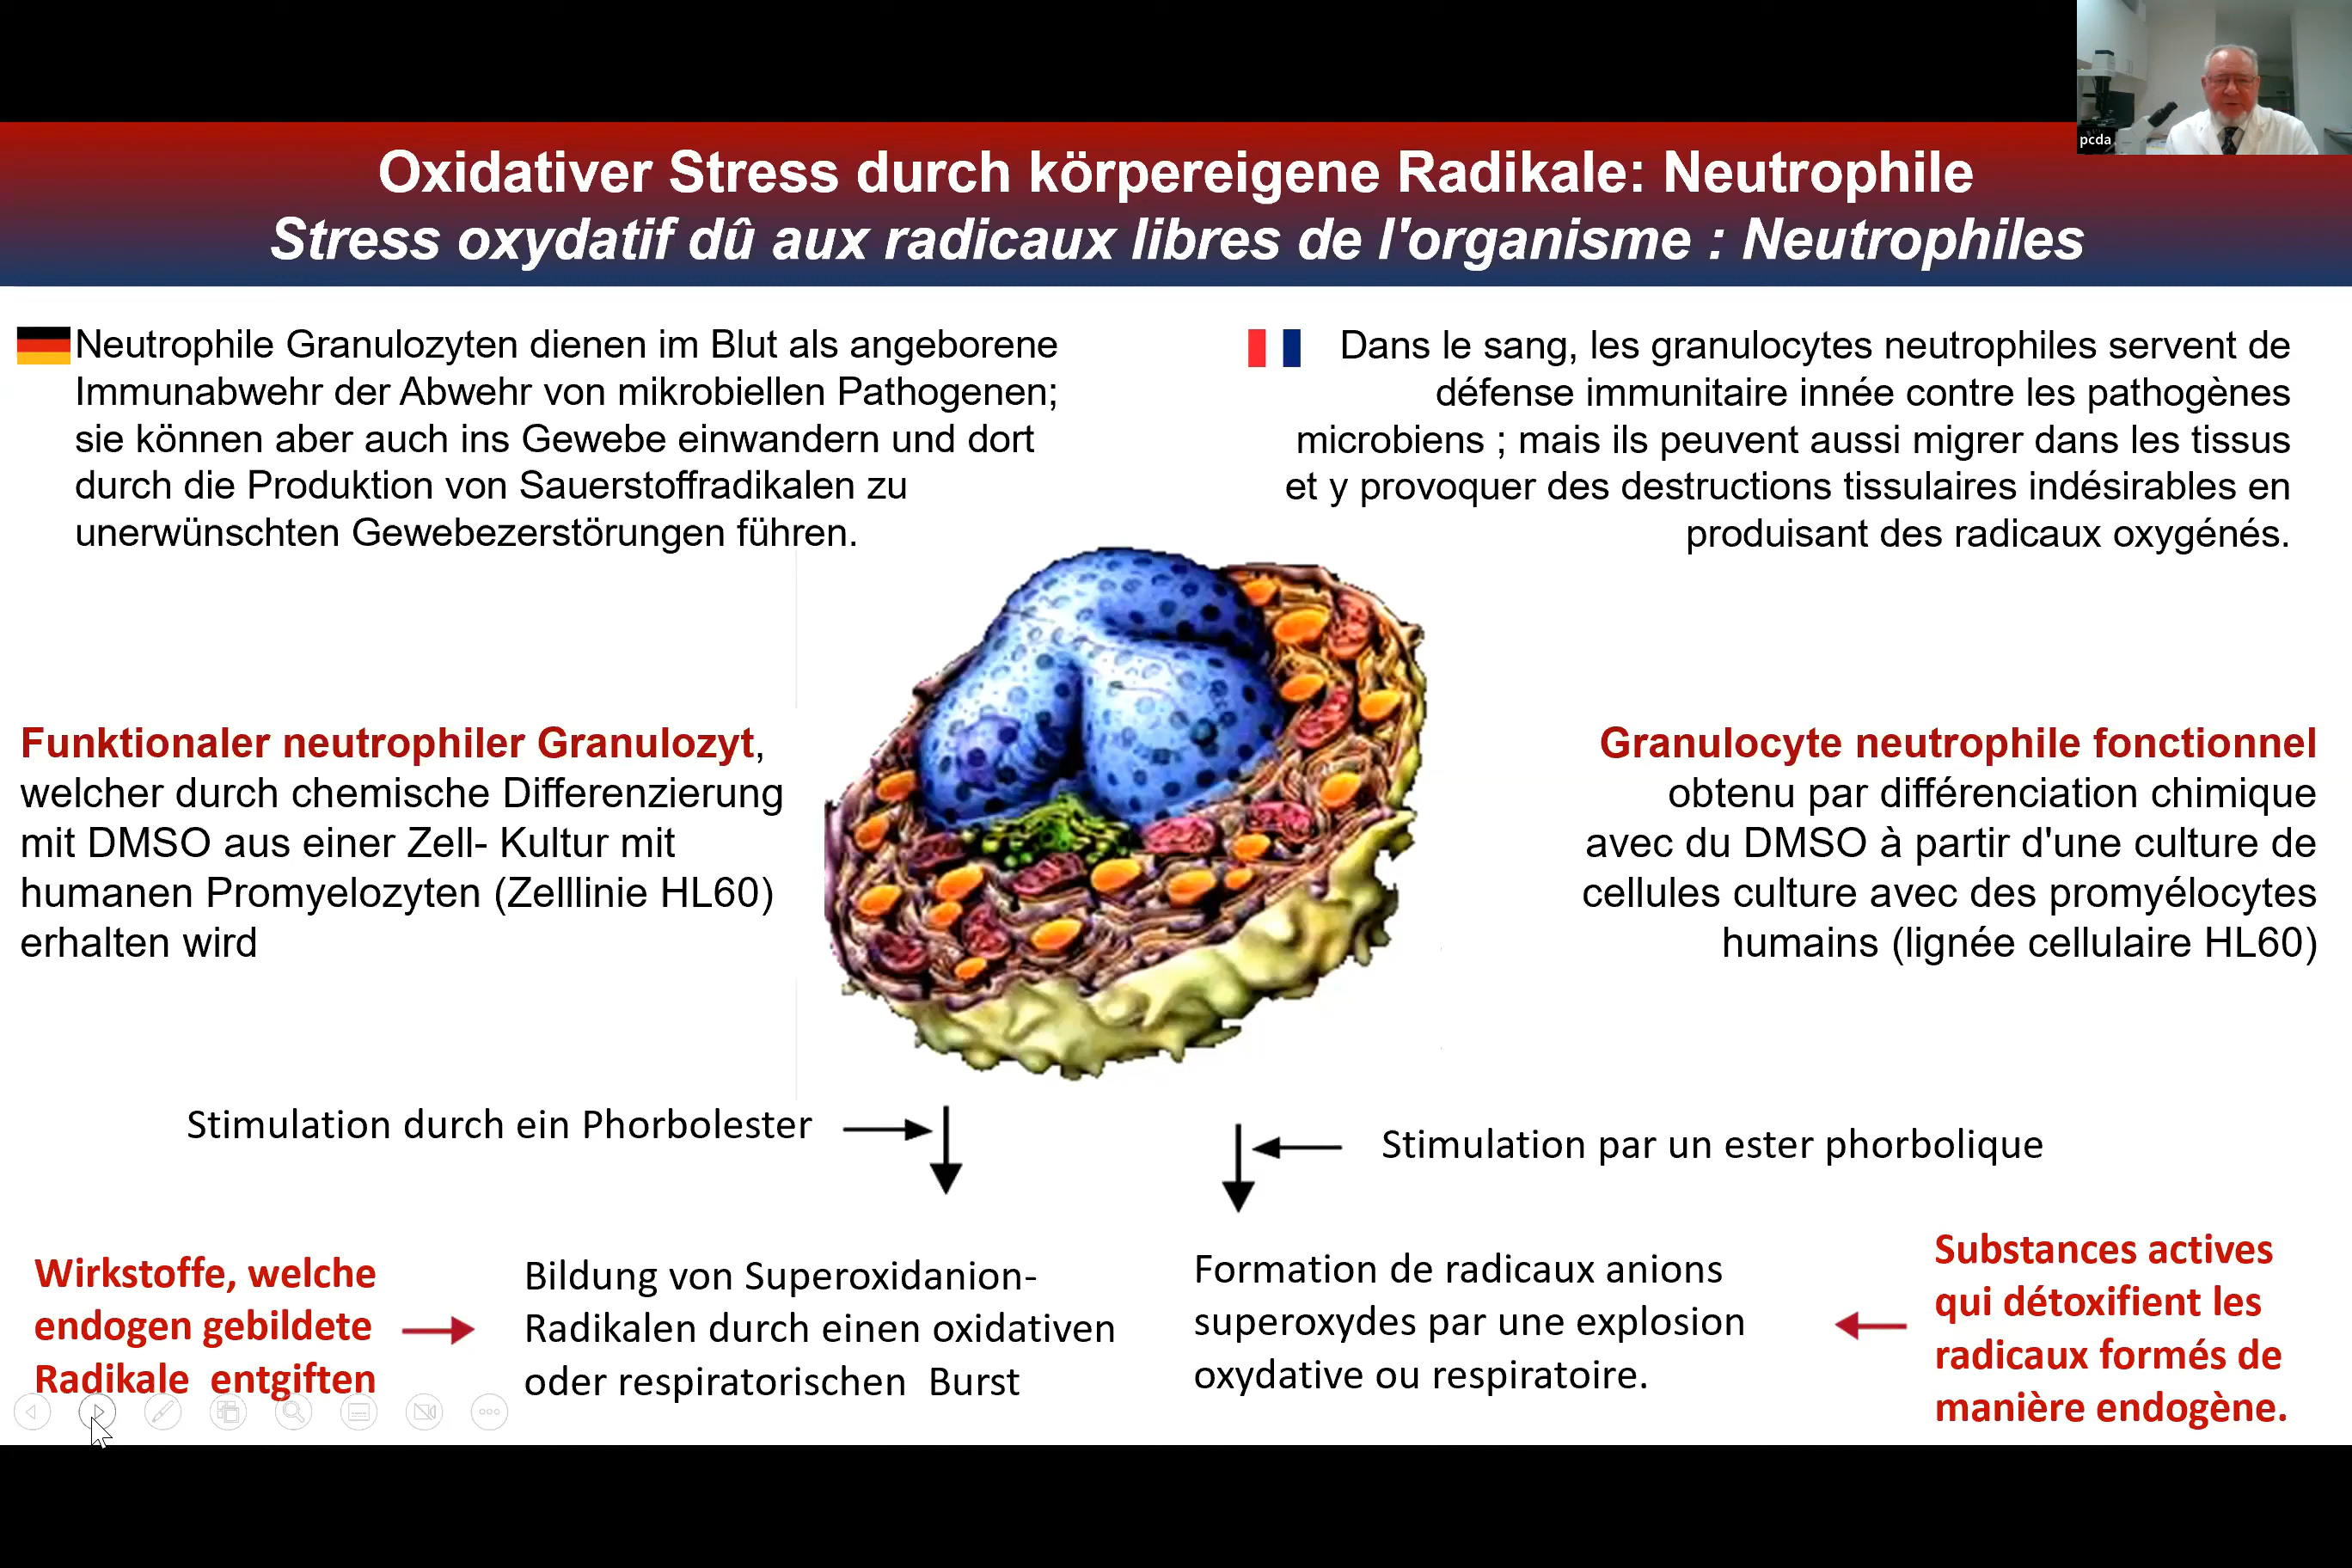 pcda
Oxidativer Stress durch körpereigene Radikale: Neutrophile
Stress oxydatif dû aux radicaux libres de l'organisme : Neutrophiles
Neutrophile Granulozyten dienen im Blut als angeborene
Immunabwehr der Abwehr von mikrobiellen Pathogenen;
sie können aber auch ins Gewebe einwandern und dort
durch die Produktion von Sauerstoffradikalen zu
unerwünschten Gewebezerstörungen führen.
Dans le sang, les granulocytes neutrophiles servent de
défense immunitaire innée contre les pathogènes
microbiens ; mais ils peuvent aussi migrer dans les tissus
et y provoquer des destructions tissulaires indésirables en
produisant des radicaux oxygénés.
Funktionaler neutrophiler Granulozyt,
welcher durch chemische Differenzierung
mit DMSO aus einer Zell- Kultur mit
humanen Promyelozyten (Zelllinie HL60)
erhalten wird
Granulocyte neutrophile fonctionnel
obtenu par différenciation chimique
avec du DMSO à partir d'une culture de
cellules culture avec des promyélocytes
humains (lignée cellulaire HL60)
Stimulation durch ein Phorbolester
Stimulation par un ester phorbolique
Wirkstoffe, welche
endogen gebildete
Radikale entgiften
Bildung von Superoxidanion-
Radikalen durch einen oxidativen
oder respiratorischen Burst
Formation de radicaux anions
superoxydes par une explosion
oxydative ou respiratoire.
Substances actives
qui détoxifient les
radicaux formés de
manière endogène.